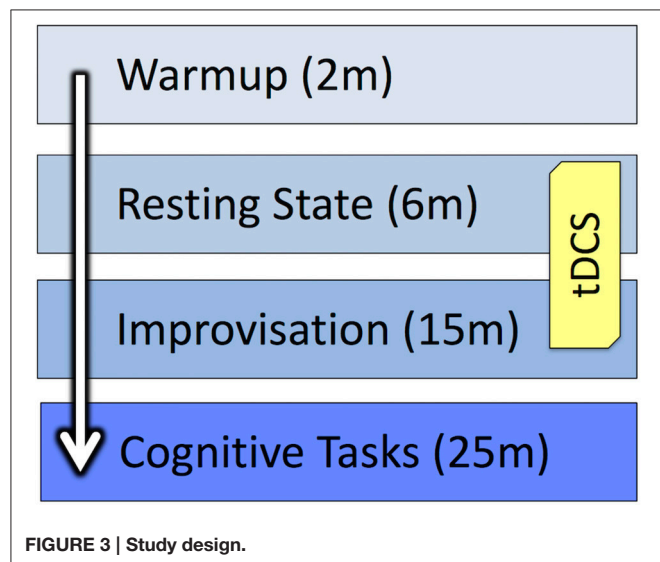 Warmup (2m)
Resting State (6m)
tDCS
Improvisation (15m)
Cognitive Tasks (25m)
FIGURE 3 | Study design.